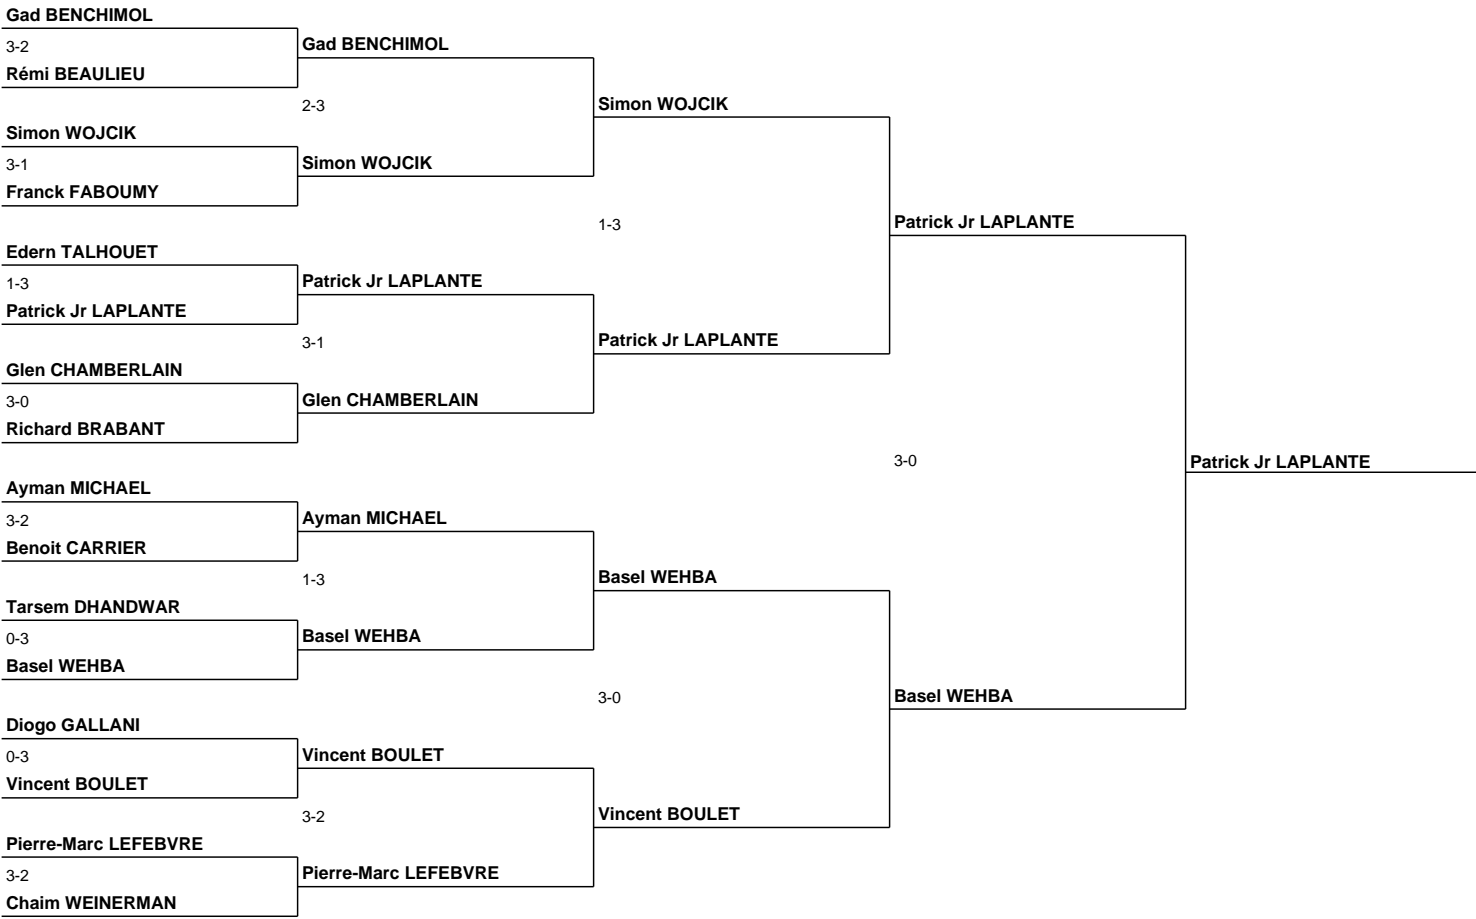 Gad BENCHIMOL
3-2
Rémi BEAULIEU
Simon WOJCIK
3-1
Franck FABOUMY
Edern TALHOUET
1-3
Patrick Jr LAPLANTE
Glen CHAMBERLAIN
3-0
Richard BRABANT
Ayman MICHAEL
3-2
Benoit CARRIER
Tarsem DHANDWAR
0-3
Basel WEHBA
Diogo GALLANI
0-3
Vincent BOULET
Pierre-Marc LEFEBVRE
3-2
Chaim WEINERMAN
Gad BENCHIMOL
2-3
Simon WOJCIK
Patrick Jr LAPLANTE
3-1
Glen CHAMBERLAIN
Ayman MICHAEL
1-3
Basel WEHBA
Vincent BOULET
3-2
Pierre-Marc LEFEBVRE
Simon WOJCIK
1-3
Patrick Jr LAPLANTE
Basel WEHBA
3-0
Vincent BOULET
Patrick Jr LAPLANTE
3-0
Basel WEHBA
Patrick Jr LAPLANTE